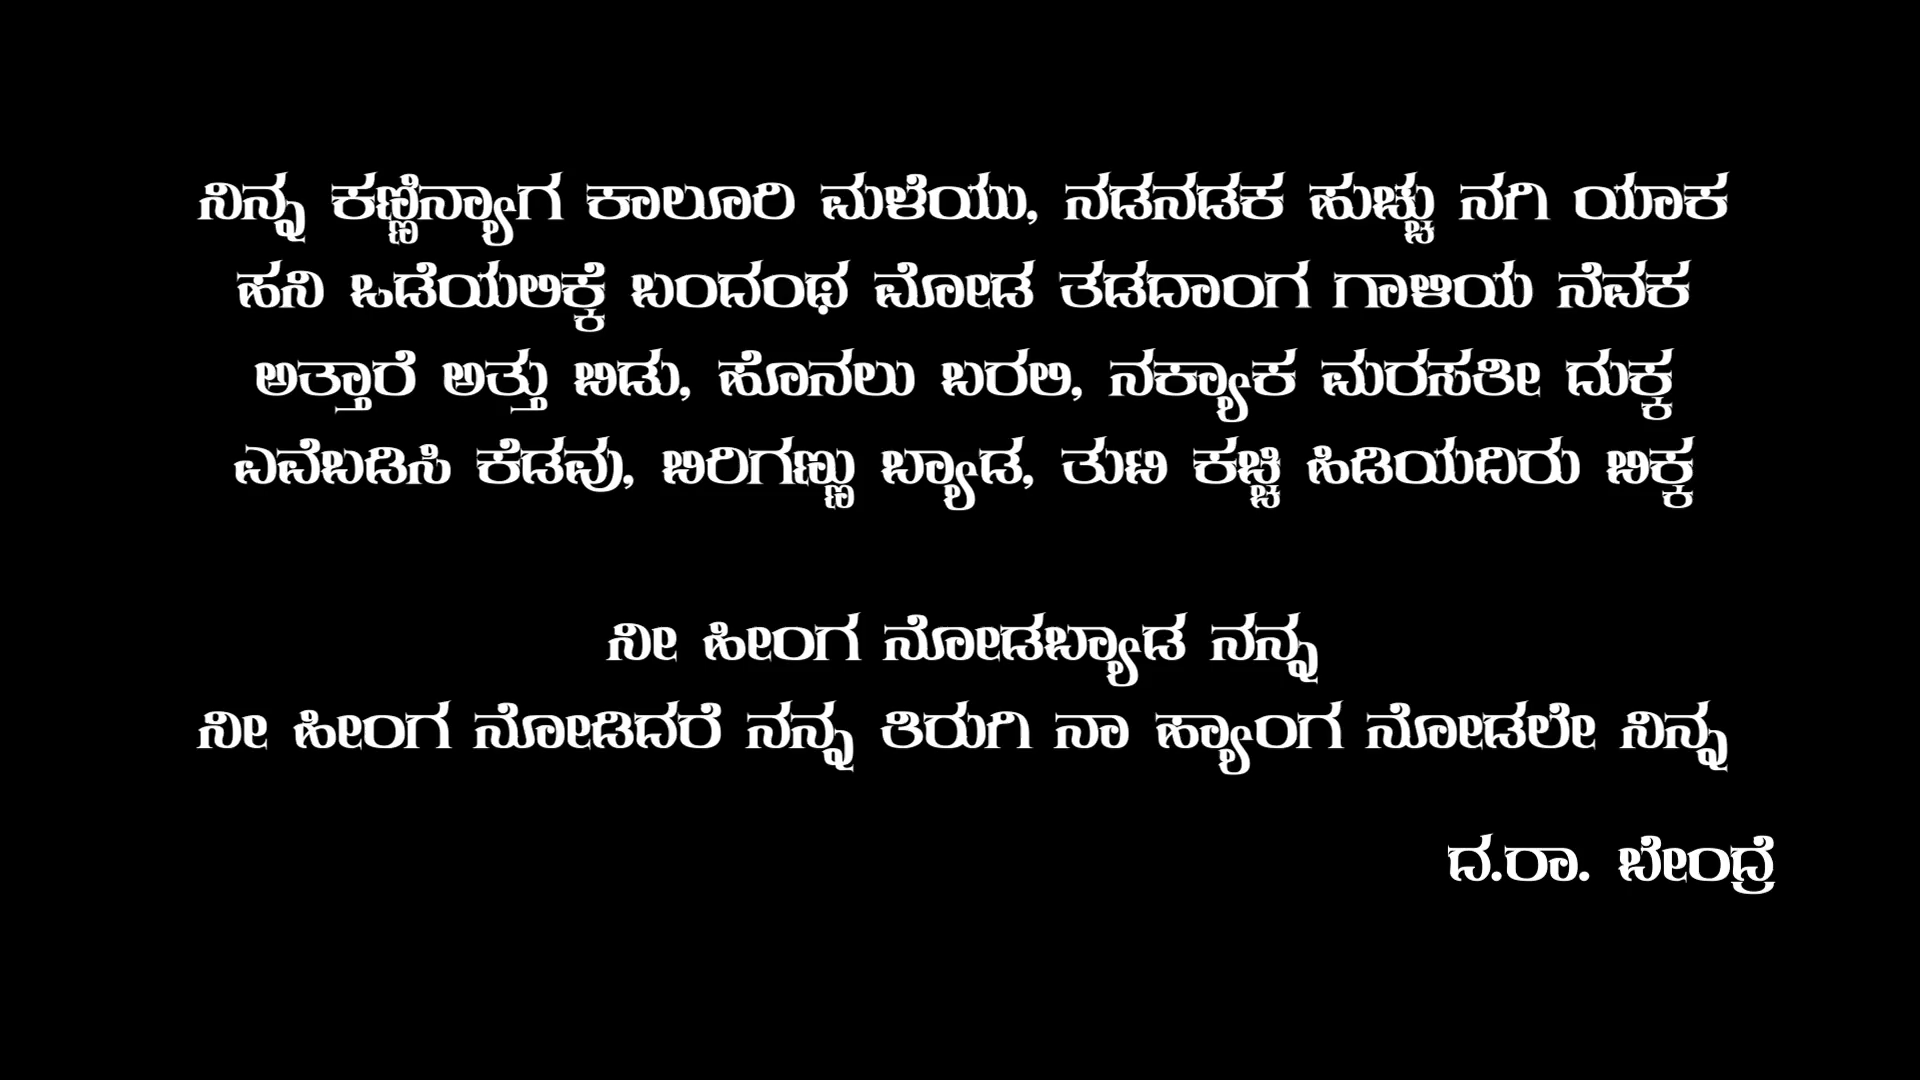 ನಿನ್ನ ಕಣ್ಣಿನ್ಯಾಗ ಕಾಲೂರಿ ಮಳೆಯು, ನಡನಡಕ ಹುಚ್ಚು ನಗಿ ಯಾಕ
ಹನಿ ಒಡೆಯಲಿಕ್ಕೆ ಬಂದಂಥ ಮೋಡ ತಡದಾಂಗ ಗಾಳಿಯ ನೆವಕ
ಅತ್ತಾರೆ ಅತ್ತು ಬಿಡು, ಹೊನಲು ಬರಲಿ, ನಕ್ಯಾಕ ಮರಸತೀ ದುಕ್ಕ
ಎವೆಬಡಿಸಿ ಕೆಡವು, ಬಿರಿಗಣ್ಣು ಬ್ಯಾಡ, ತುಟಿ ಕಚ್ಚಿ ಹಿಡಿಯದಿರು ಬಿಕ್ಕ
ನೀ ಹೀಂಗ ನೋಡಬ್ಯಾಡ ನನ್ನ
ನೀ ಹೀಂಗ ನೋಡಿದರೆ ನನ್ನ ತಿರುಗಿ ನಾ ಹ್ಯಾಂಗ ನೋಡಲೇ ನಿನ್ನ
ದ.ರಾ. ಬೇಂದ್ರೆ